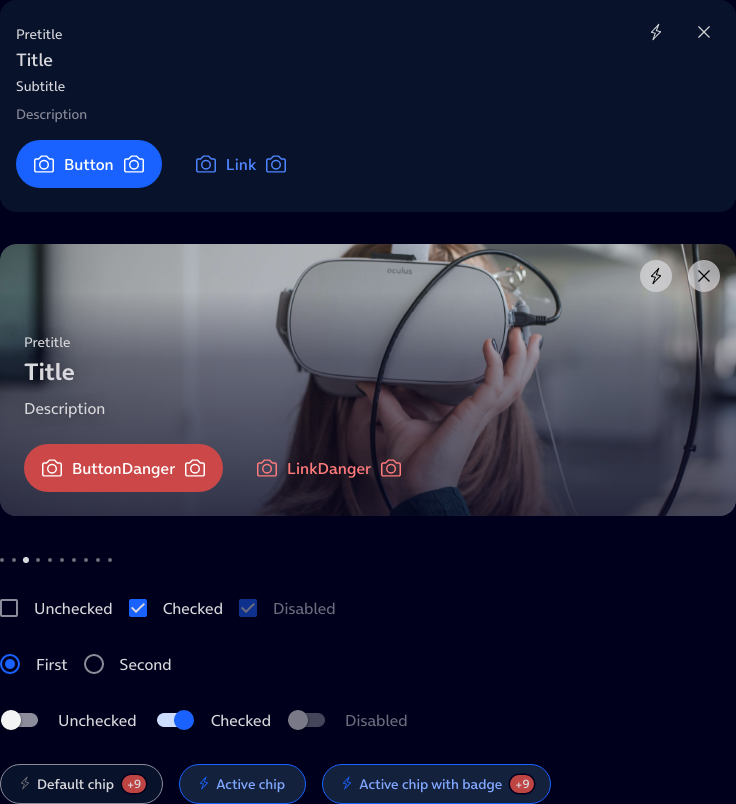 Pretitle
Title
Subtitle
Description
Button
Link
oculus
Pretitle
Title
Description
ButtonDanger
LinkDanger
Unchecked
Checked
Disabled
First
Second
Unchecked
Checked
Disabled
Default chip +9
Active chip
Active chip with badge +9